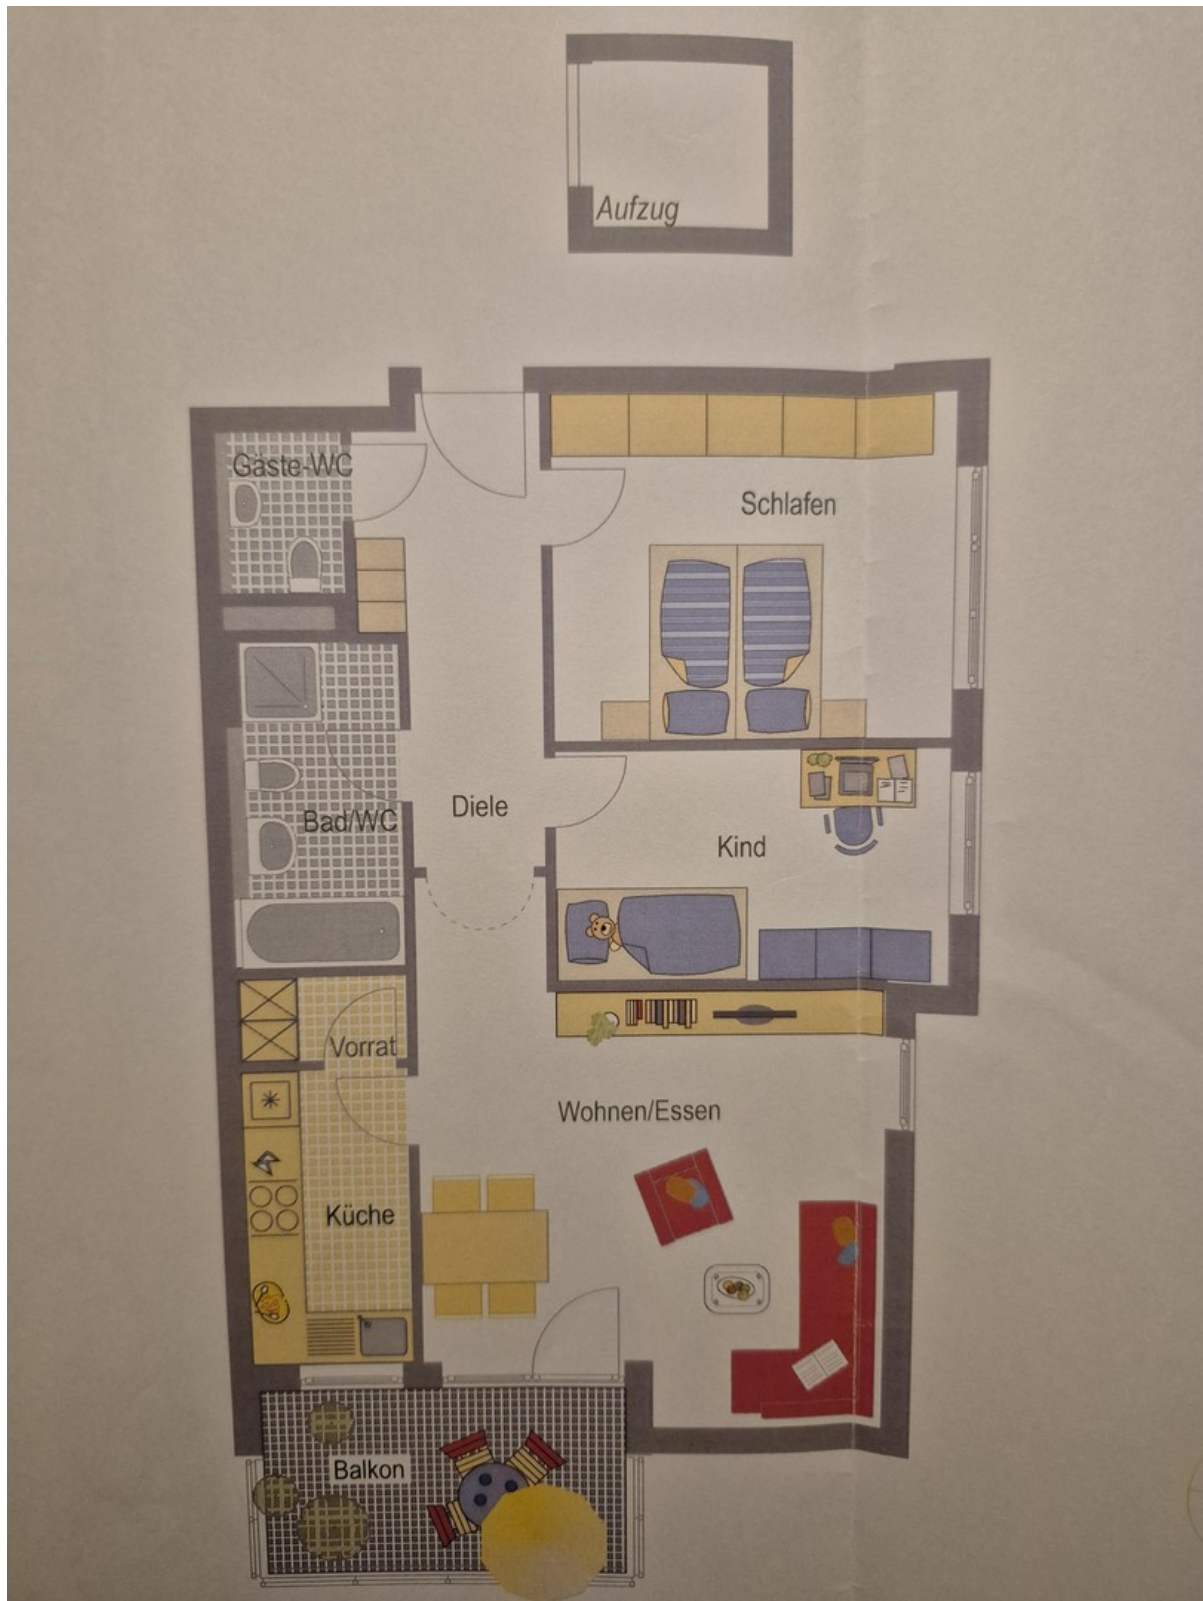 Aufzug
Gäste-WC
Schlafen
Diele
Bad/WC
Kind
Vorrat
Wohnen/Essen
Küche
Balkon